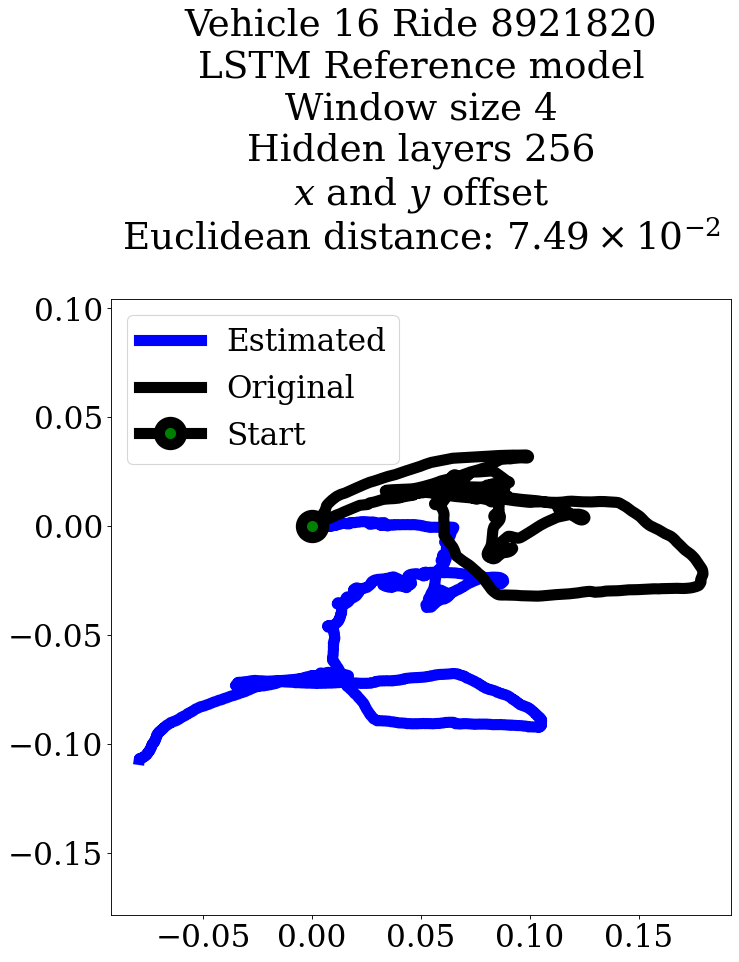 Vehicle 16 Ride 8921820
LSTM Reference model
Window size 4
Hidden layers 256
x and y offset
Euclidean distance: 7.49 × 10⁻²
0.10
0.05
0.00
−0.05
−0.10
−0.15
Estimated
Original
Start
−0.05 0.00 0.05 0.10 0.15